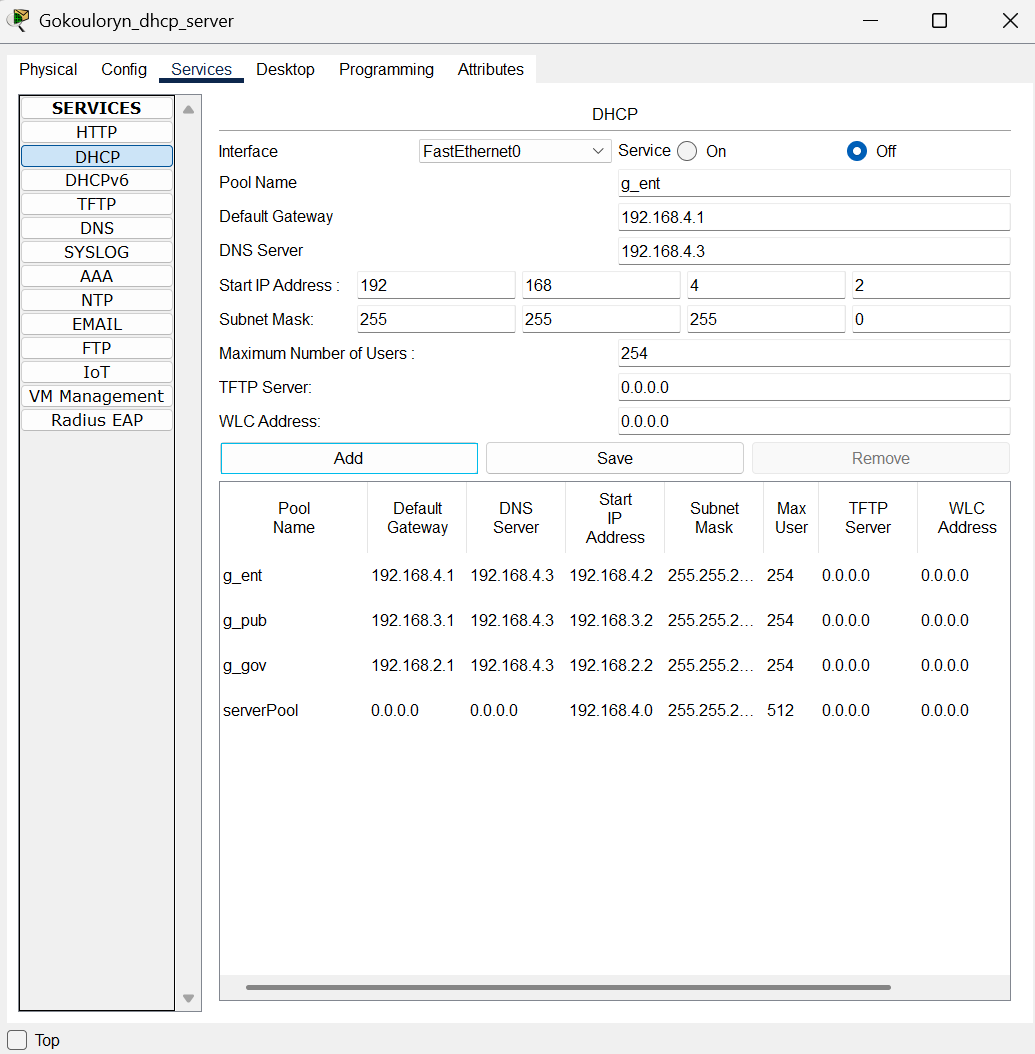 Gokouloryn_dhcp_server
Physical Config Services Desktop Programming Attributes
SERVICES
HTTP
DHCP
DHCPv6
TFTP
DNS
SYSLOG
AAA
NTP
EMAIL
FTP
IoT
VM Management
Radius EAP
DHCP
Interface FastEthernet0 Service On Off
Pool Name g_ent
Default Gateway 192.168.4.1
DNS Server 192.168.4.3
Start IP Address : 192 168 4 2
Subnet Mask: 255 255 255 0
Maximum Number of Users : 254
TFTP Server: 0.0.0.0
WLC Address: 0.0.0.0
Add Save Remove
Pool Name Default Gateway DNS Server Start IP Address Subnet Mask Max User TFTP Server WLC Address
g_ent 192.168.4.1 192.168.4.3 192.168.4.2 255.255.2... 254 0.0.0.0 0.0.0.0
g_pub 192.168.3.1 192.168.4.3 192.168.3.2 255.255.2... 254 0.0.0.0 0.0.0.0
g_gov 192.168.2.1 192.168.4.3 192.168.2.2 255.255.2... 254 0.0.0.0 0.0.0.0
serverPool 0.0.0.0 0.0.0.0 192.168.4.0 255.255.2... 512 0.0.0.0 0.0.0.0
Top